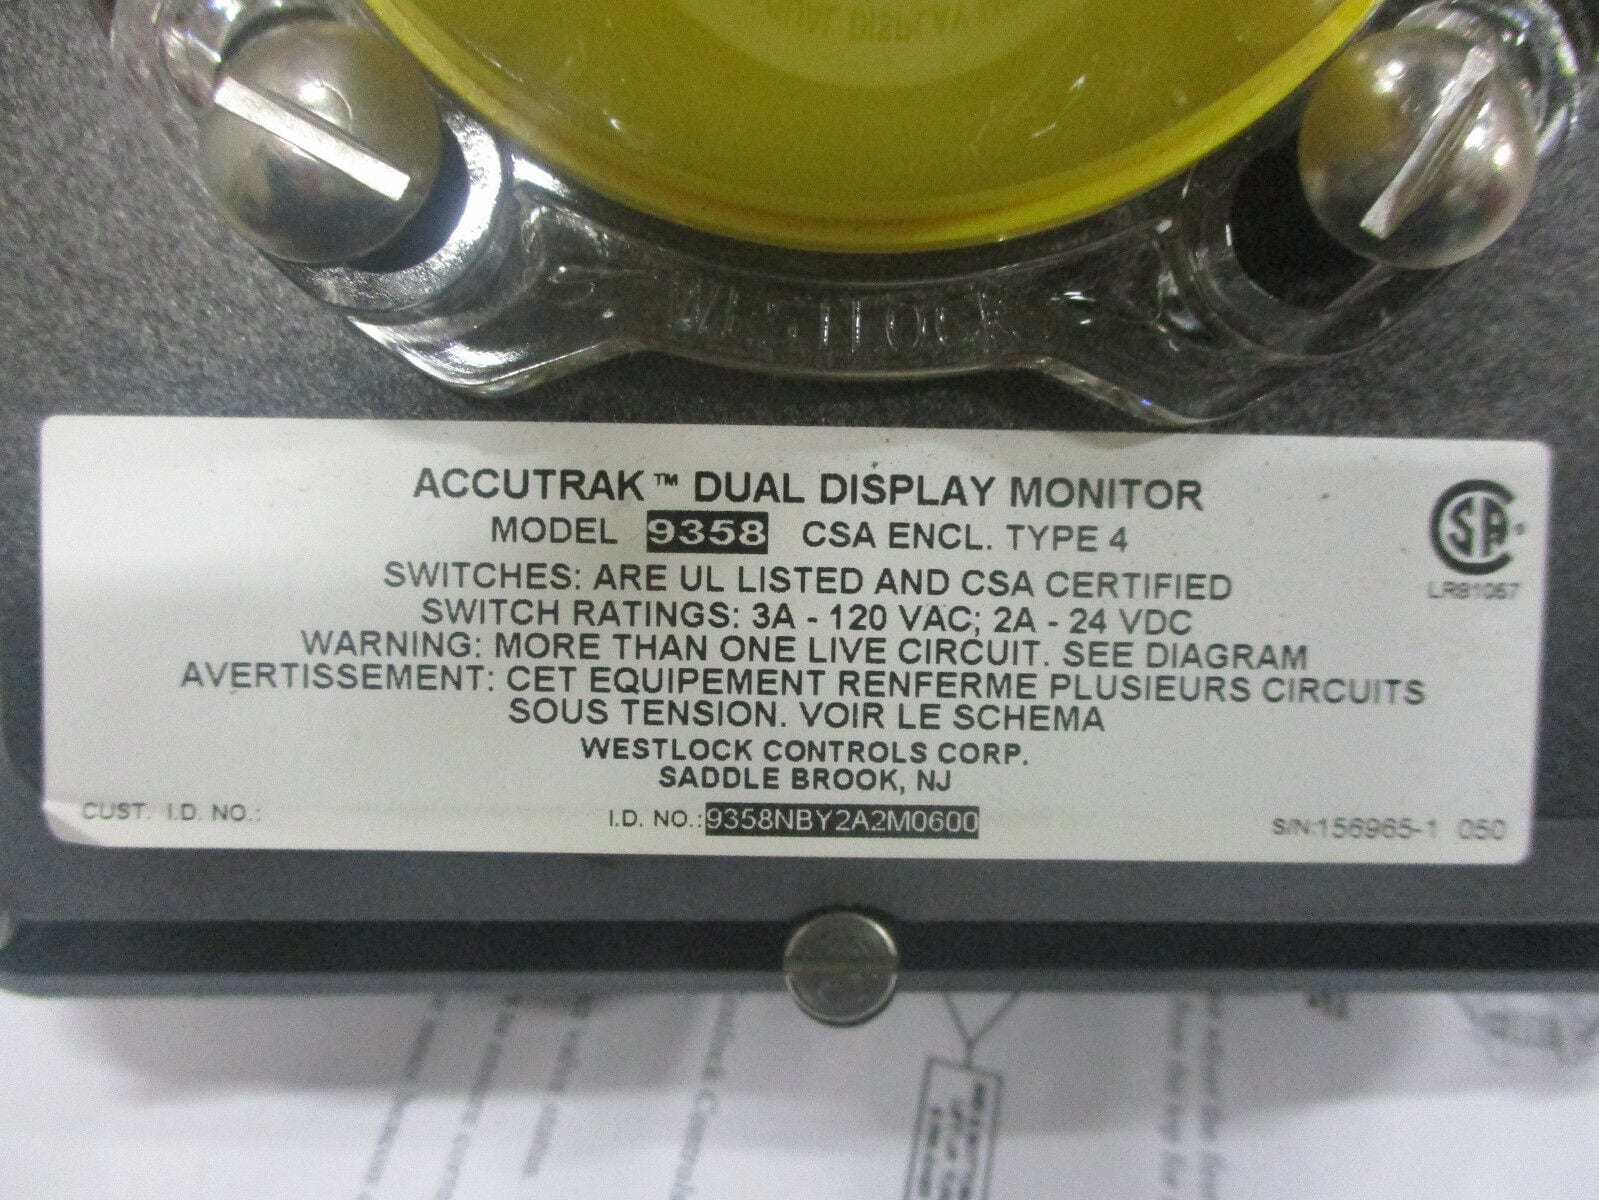 WESTLOCK
ACCUTRAK™ DUAL DISPLAY MONITOR
MODEL 9358 CSA ENCL. TYPE 4
SWITCHES: ARE UL LISTED AND CSA CERTIFIED
SWITCH RATINGS: 3A - 120 VAC; 2A - 24 VDC
WARNING: MORE THAN ONE LIVE CIRCUIT. SEE DIAGRAM
AVERTISSEMENT: CET EQUIPEMENT RENFERME PLUSIEURS CIRCUITS
SOUS TENSION. VOIR LE SCHEMA
WESTLOCK CONTROLS CORP.
SADDLE BROOK, NJ
CUST. I.D. NO.: I.D. NO.:9358NBY2A2M0600 S/N:156965-1 050
SA®
LR81067